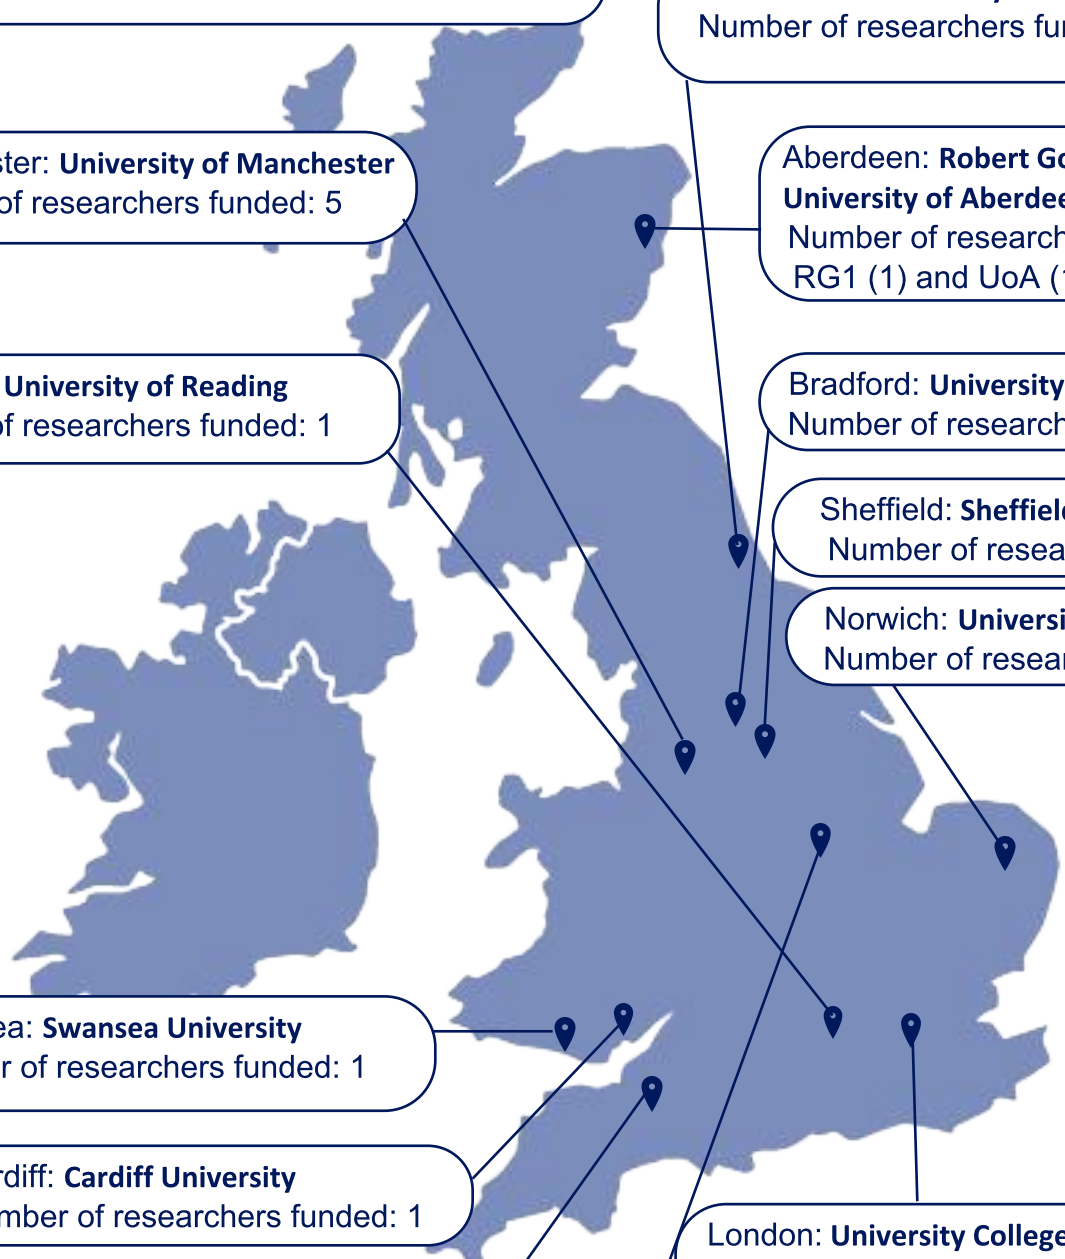 Number of researchers fu
ster: University of Manchester
of researchers funded: 5
Aberdeen: Robert Go
University of Aberdee
Number of research
RG1 (1) and UoA (1
University of Reading
of researchers funded: 1
Bradford: University
Number of research
Sheffield: Sheffiel
Number of resea
Norwich: Universi
Number of resear
ea: Swansea University
r of researchers funded: 1
rdiff: Cardiff University
mber of researchers funded: 1
London: University College